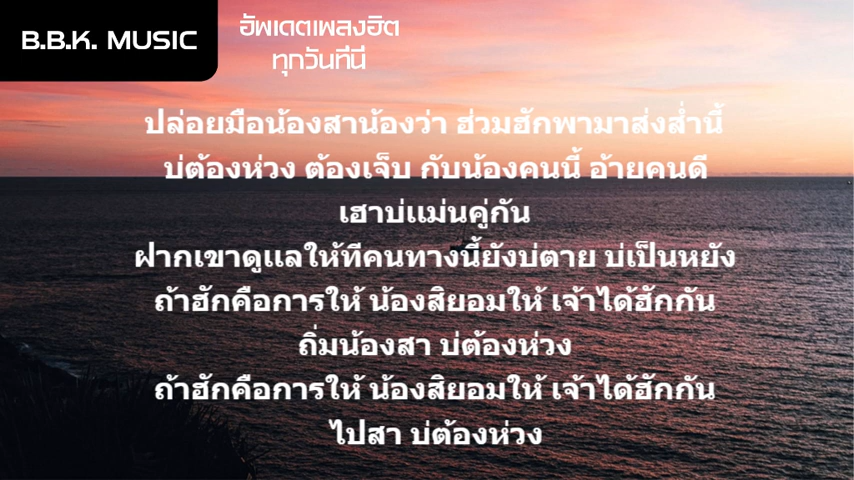 B.B.K. MUSIC
อัพเดตเพลงฮิต
ทุกวันที่นี่
ปล่อยมือน้องสาน้องว่า ฮ่วมฮักพามาส่งส่ำนี้
บ่ต้องห่วง ต้องเจ็บ กับน้องคนนี้ อ้ายคนดี
เฮาบ่แม่นคู่กัน
ฝากเขาดูแลให้ทีคนทางนี้ยังบ่ตาย บ่เป็นหยัง
ถ้าฮักคือการให้ น้องสิยอมให้ เจ้าได้ฮักกัน
ถิ่มน้องสา บ่ต้องห่วง
ถ้าฮักคือการให้ น้องสิยอมให้ เจ้าได้ฮักกัน
ไปสา บ่ต้องห่วง